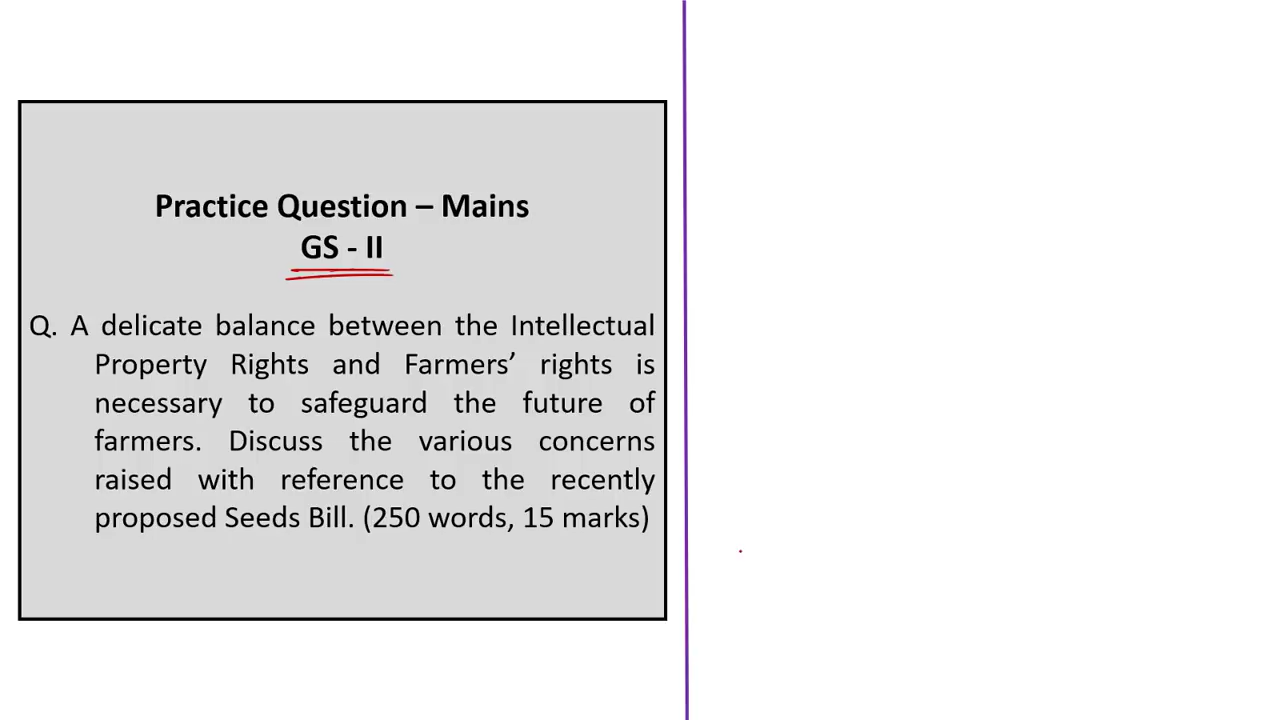 Practice Question – Mains
GS - II
Q. A delicate balance between the Intellectual
Property Rights and Farmers’ rights is
necessary to safeguard the future of
farmers. Discuss the various concerns
raised with reference to the recently
proposed Seeds Bill. (250 words, 15 marks)